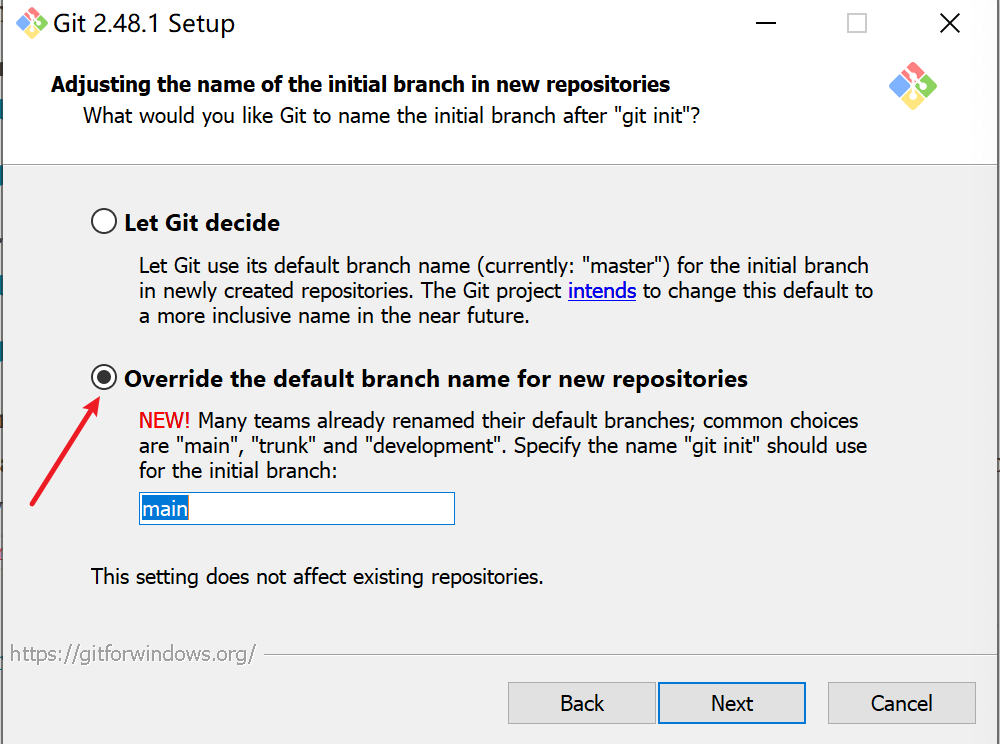 Git 2.48.1 Setup
Adjusting the name of the initial branch in new repositories
What would you like Git to name the initial branch after "git init"?
Let Git decide
Let Git use its default branch name (currently: "master") for the initial branch
in newly created repositories. The Git project intends to change this default to
a more inclusive name in the near future.
Override the default branch name for new repositories
NEW! Many teams already renamed their default branches; common choices
are "main", "trunk" and "development". Specify the name "git init" should use
for the initial branch:
main
This setting does not affect existing repositories.
https://gitforwindows.org/
Back Next Cancel